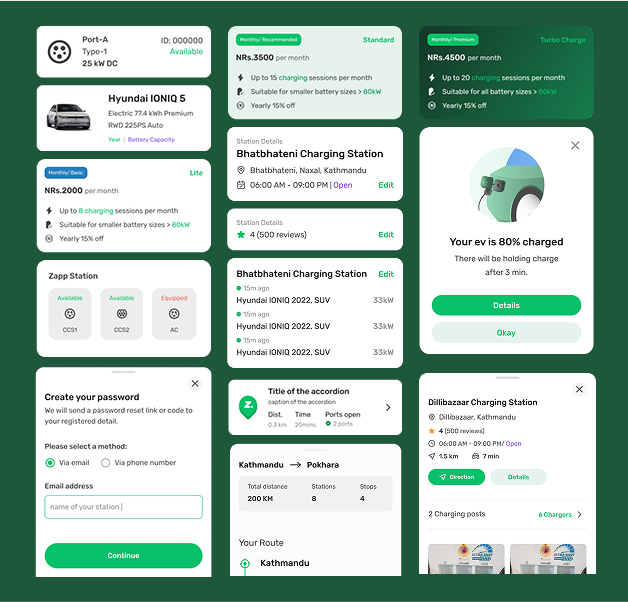 Port-A
Type-1
25 kW DC
ID: 000000
Available
Hyundai IONIQ 5
Electric 77.4 kWh Premium
RWD 225PS Auto
Year | Battery Capacity
Monthly/ Basic
Lite
NRs.2000 per month
Up to 8 charging sessions per month
Suitable for smaller battery sizes > 80kW
Yearly 15% off
Zapp Station
Available
CCS1
Available
CCS2
Equipped
AC
Create your password
We will send a password reset link or code to
your registered detail.
Please select a method:
Via email
Via phone number
Email address
name of your station |
Continue
Monthly/ Recommended
Standard
NRs.3500 per month
Up to 15 charging sessions per month
Suitable for smaller battery sizes > 80kW
Yearly 15% off
Station Details
Bhatbhateni Charging Station
Bhatbhateni, Naxal, Kathmandu
06:00 AM - 09:00 PM | Open
Edit
Station Details
4 (500 reviews)
Edit
Bhatbhateni Charging Station
Edit
15m ago
Hyundai IONIQ 2022, SUV 33kW
15m ago
Hyundai IONIQ 2022, SUV 33kW
15m ago
Hyundai IONIQ 2022, SUV 33kW
Z.
Title of the accordion
caption of the accordion
Dist. Time Ports open
0.3 km 20mins. 2 ports
Kathmandu → Pokhara
Total distance Stations Stops
200 KM 8 4
Your Route
Kathmandu
Monthly/ Premium
Turbo Charge
NRs.4500 per month
Up to 20 charging sessions per month
Suitable for all battery sizes > 80kW
Yearly 15% off
Your ev is 80% charged
There will be holding charge
after 3 min.
Details
Okay
Dillibazaar Charging Station
Dillibazaar, Kathmandu
4 (500 reviews)
06:00 AM - 09:00 PM/ Open
1.5 km 7 min
Direction
Details
2 Charging posts 6 Chargers